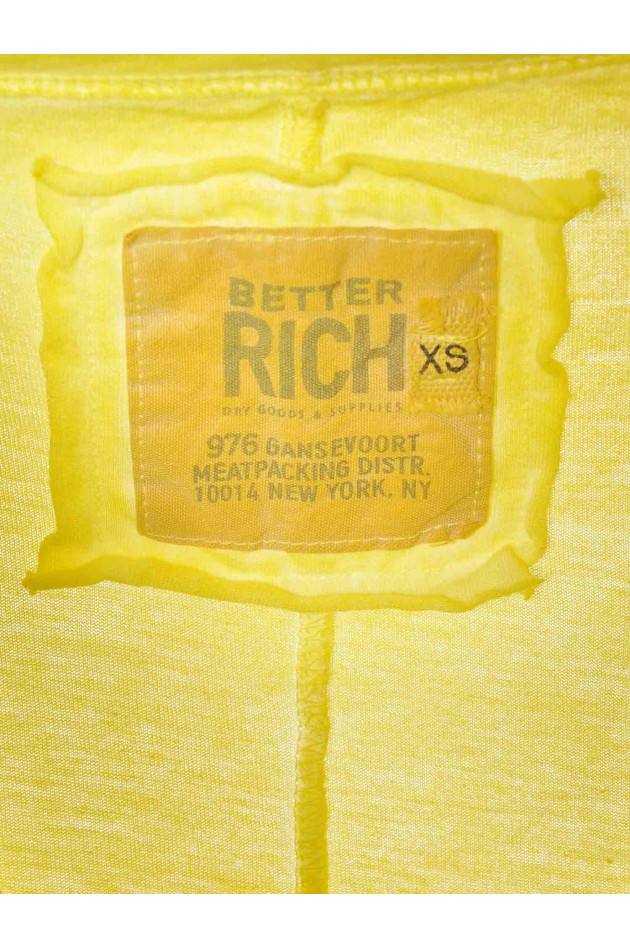 BETTER
RICH
XS
DRY GOODS & SUPPLIES
976 GANSEVOORT
MEATPACKING DISTR.
10014 NEW YORK. NY